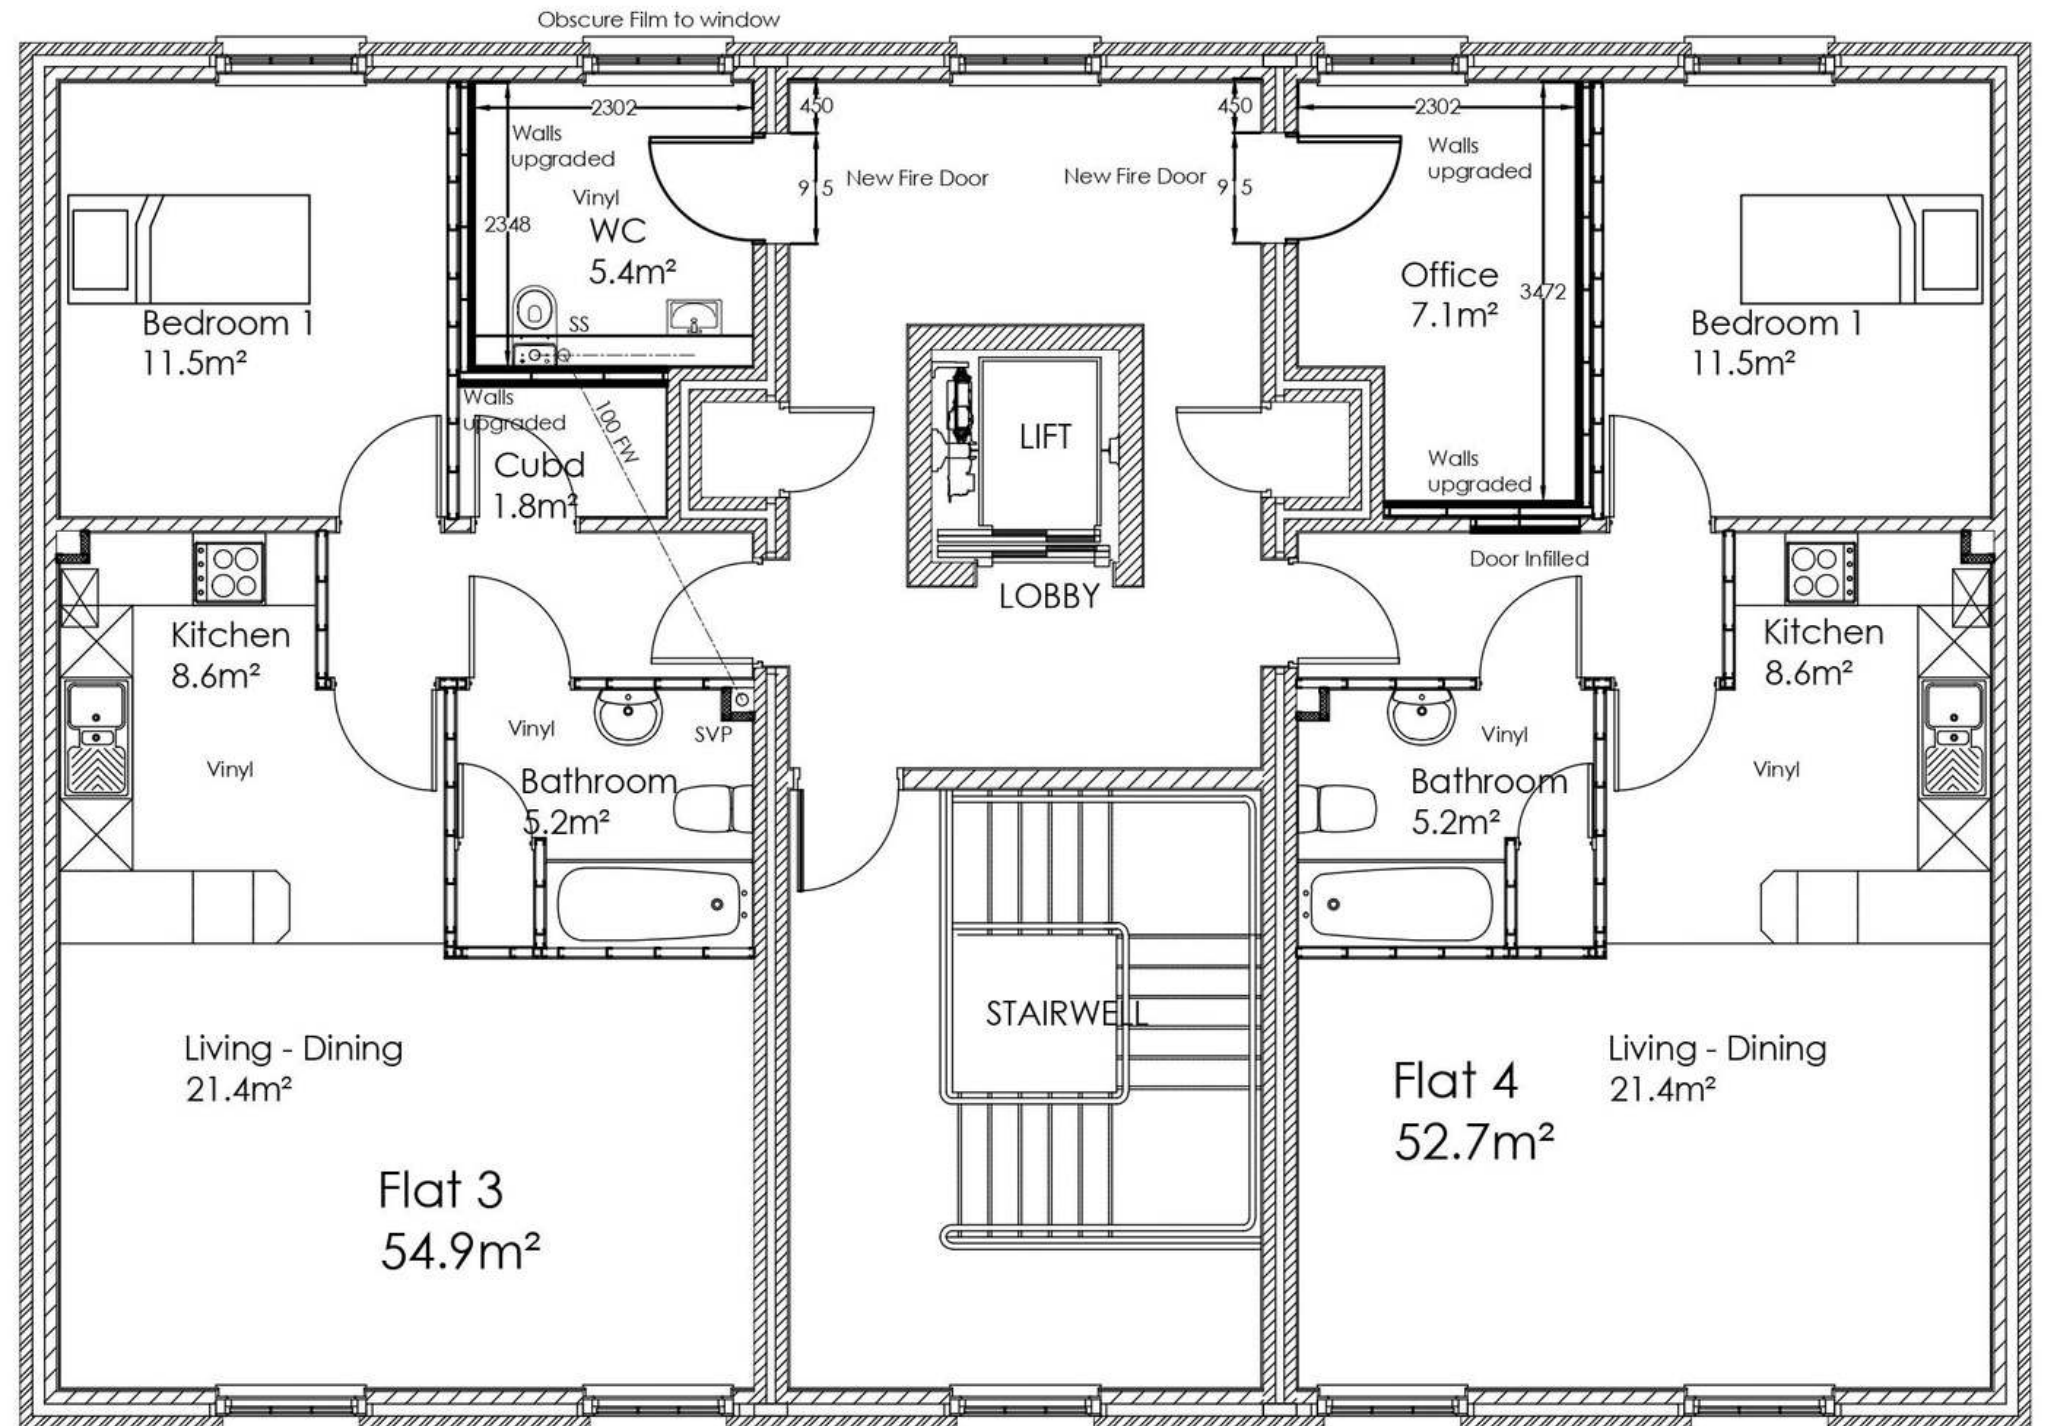 Obscure Film to window
2302
450
450
2302
Walls
upgraded
Walls
upgraded
915
New Fire Door
New Fire Door
915
Vinyl
2348
WC
5.4m²
Office
7.1m²
3472
Bedroom 1
11.5m²
SS
Bedroom 1
11.5m²
Walls
upgraded
100 FW
LIFT
Cubd
1.8m²
Walls
upgraded
Door Infilled
LOBBY
Kitchen
8.6m²
Kitchen
8.6m²
Vinyl
SVP
Vinyl
Vinyl
Vinyl
Bathroom
5.2m²
Bathroom
5.2m²
STAIRWELL
Living - Dining
21.4m²
Living - Dining
21.4m²
Flat 4
52.7m²
Flat 3
54.9m²